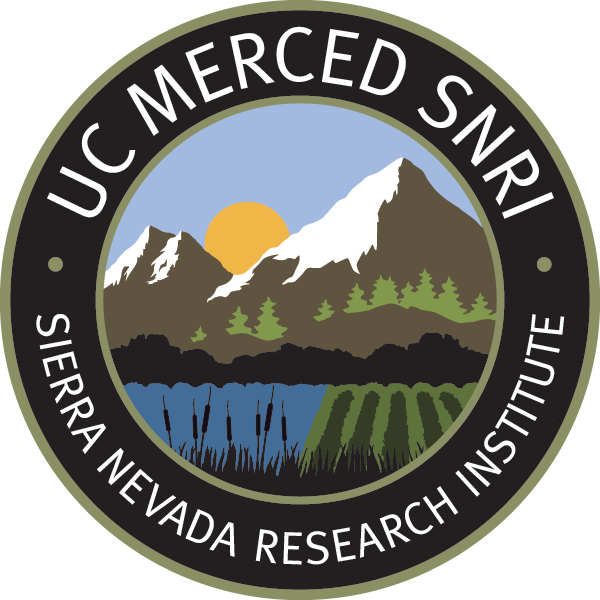 UC MERCED SNRI
SIERRA NEVADA RESEARCH INSTITUTE